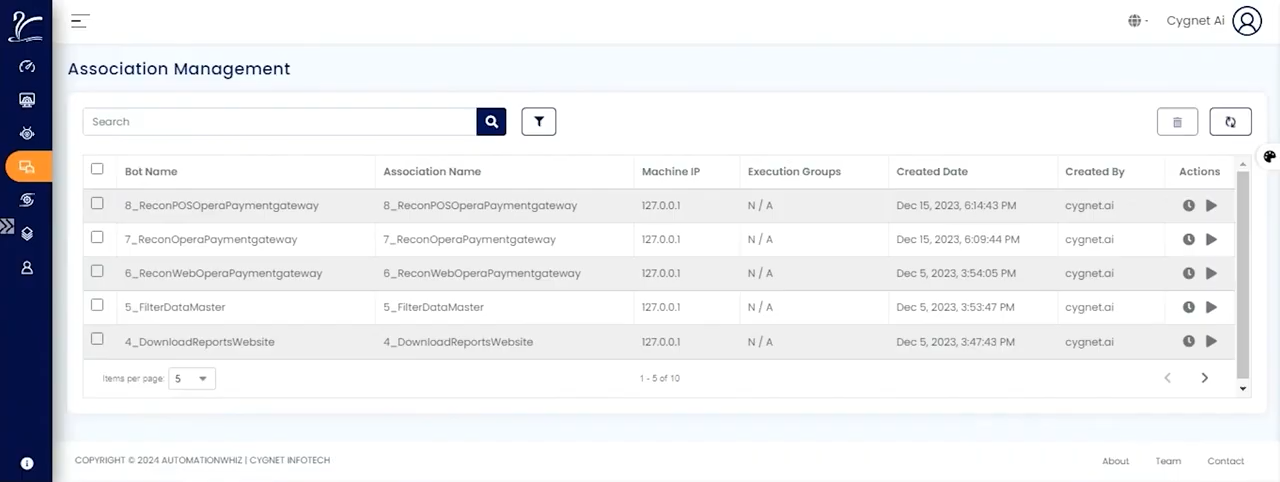 Cygnet Ai
Association Management
Search
Bot Name Association Name Machine IP Execution Groups Created Date Created By Actions
8_ReconPOSOperaPaymentgateway 8_ReconPOSOperaPaymentgateway 127.0.0.1 N / A Dec 15, 2023, 6:14:43 PM cygnet.ai
7_ReconOperaPaymentgateway 7_ReconOperaPaymentgateway 127.0.0.1 N / A Dec 15, 2023, 6:09:44 PM cygnet.ai
6_ReconWebOperaPaymentgateway 6_ReconWebOperaPaymentgateway 127.0.0.1 N / A Dec 5, 2023, 3:54:05 PM cygnet.ai
5_FilterDataMaster 5_FilterDataMaster 127.0.0.1 N / A Dec 5, 2023, 3:53:47 PM cygnet.ai
4_DownloadReportsWebsite 4_DownloadReportsWebsite 127.0.0.1 N / A Dec 5, 2023, 3:47:43 PM cygnet.ai
Items per page: 5 1 - 5 of 10
COPYRIGHT © 2024 AUTOMATIONWHIZ | CYGNET INFOTECH About Team Contact